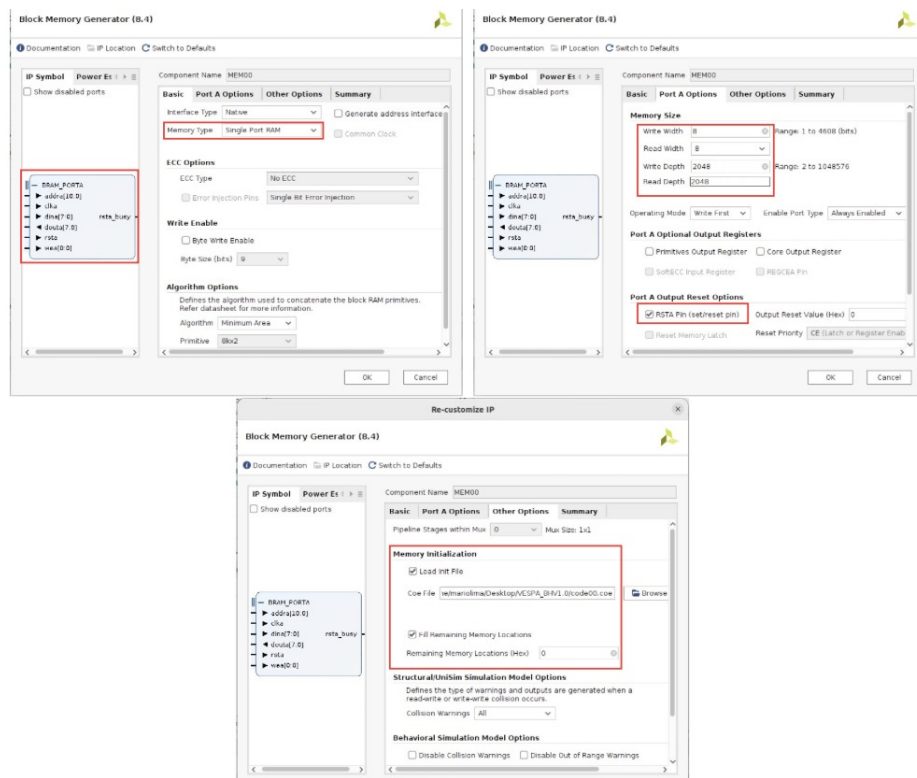 Block Memory Generator (8.4)
Documentation IP Location Switch to Defaults
IP Symbol Power Es
Show disabled ports
BRAM_PORTA
addra[10:0]
clka
dina[7:0] rsta_busy
douta[7:0]
rsta
wea[0:0]
Component Name MEM00
Basic Port A Options Other Options Summary
Interface Type Native Generate address interface
Memory Type Single Port RAM Common Clock
ECC Options
ECC Type No ECC
Error Injection Pins Single Bit Error Injection
Write Enable
Byte Write Enable
Byte Size (bits) 9
Algorithm Options
Defines the algorithm used to concatenate the block RAM primitives.
Refer datasheet for more information.
Algorithm Minimum Area
Primitive 8kx2
OK Cancel
Block Memory Generator (8.4)
Documentation IP Location Switch to Defaults
IP Symbol Power Es
Show disabled ports
BRAM_PORTA
addra[10:0]
clka
dina[7:0] rsta_busy
douta[7:0]
rsta
wea[0:0]
Component Name MEM00
Basic Port A Options Other Options Summary
Memory Size
Write Width 8 Range: 1 to 4608 (bits)
Read Width 8
Write Depth 2048 Range: 2 to 1048576
Read Depth 2048
Operating Mode Write First Enable Port Type Always Enabled
Port A Optional Output Registers
Primitives Output Register Core Output Register
SoftECC Input Register REGCEA Pin
Port A Output Reset Options
RSTA Pin (set/reset pin) Output Reset Value (Hex) 0
Reset Memory Latch Reset Priority CE (Latch or Register Enab
OK Cancel
Re-customize IP
Block Memory Generator (8.4)
Documentation IP Location Switch to Defaults
IP Symbol Power Es
Show disabled ports
BRAM_PORTA
addra[10:0]
clka
dina[7:0] rsta_busy
douta[7:0]
rsta
wea[0:0]
Component Name MEM00
Basic Port A Options Other Options Summary
Pipeline Stages within Mux 0 Mux Size: 1x1
Memory Initialization
Load Init File
Coe File ne/mariolima/Desktop/VESPA_BHV1.0/code00.coe Browse
Fill Remaining Memory Locations
Remaining Memory Locations (Hex) 0
Structural/UniSim Simulation Model Options
Defines the type of warnings and outputs are generated when a
read-write or write-write collision occurs.
Collision Warnings All
Behavioral Simulation Model Options
Disable Collision Warnings Disable Out of Range Warnings